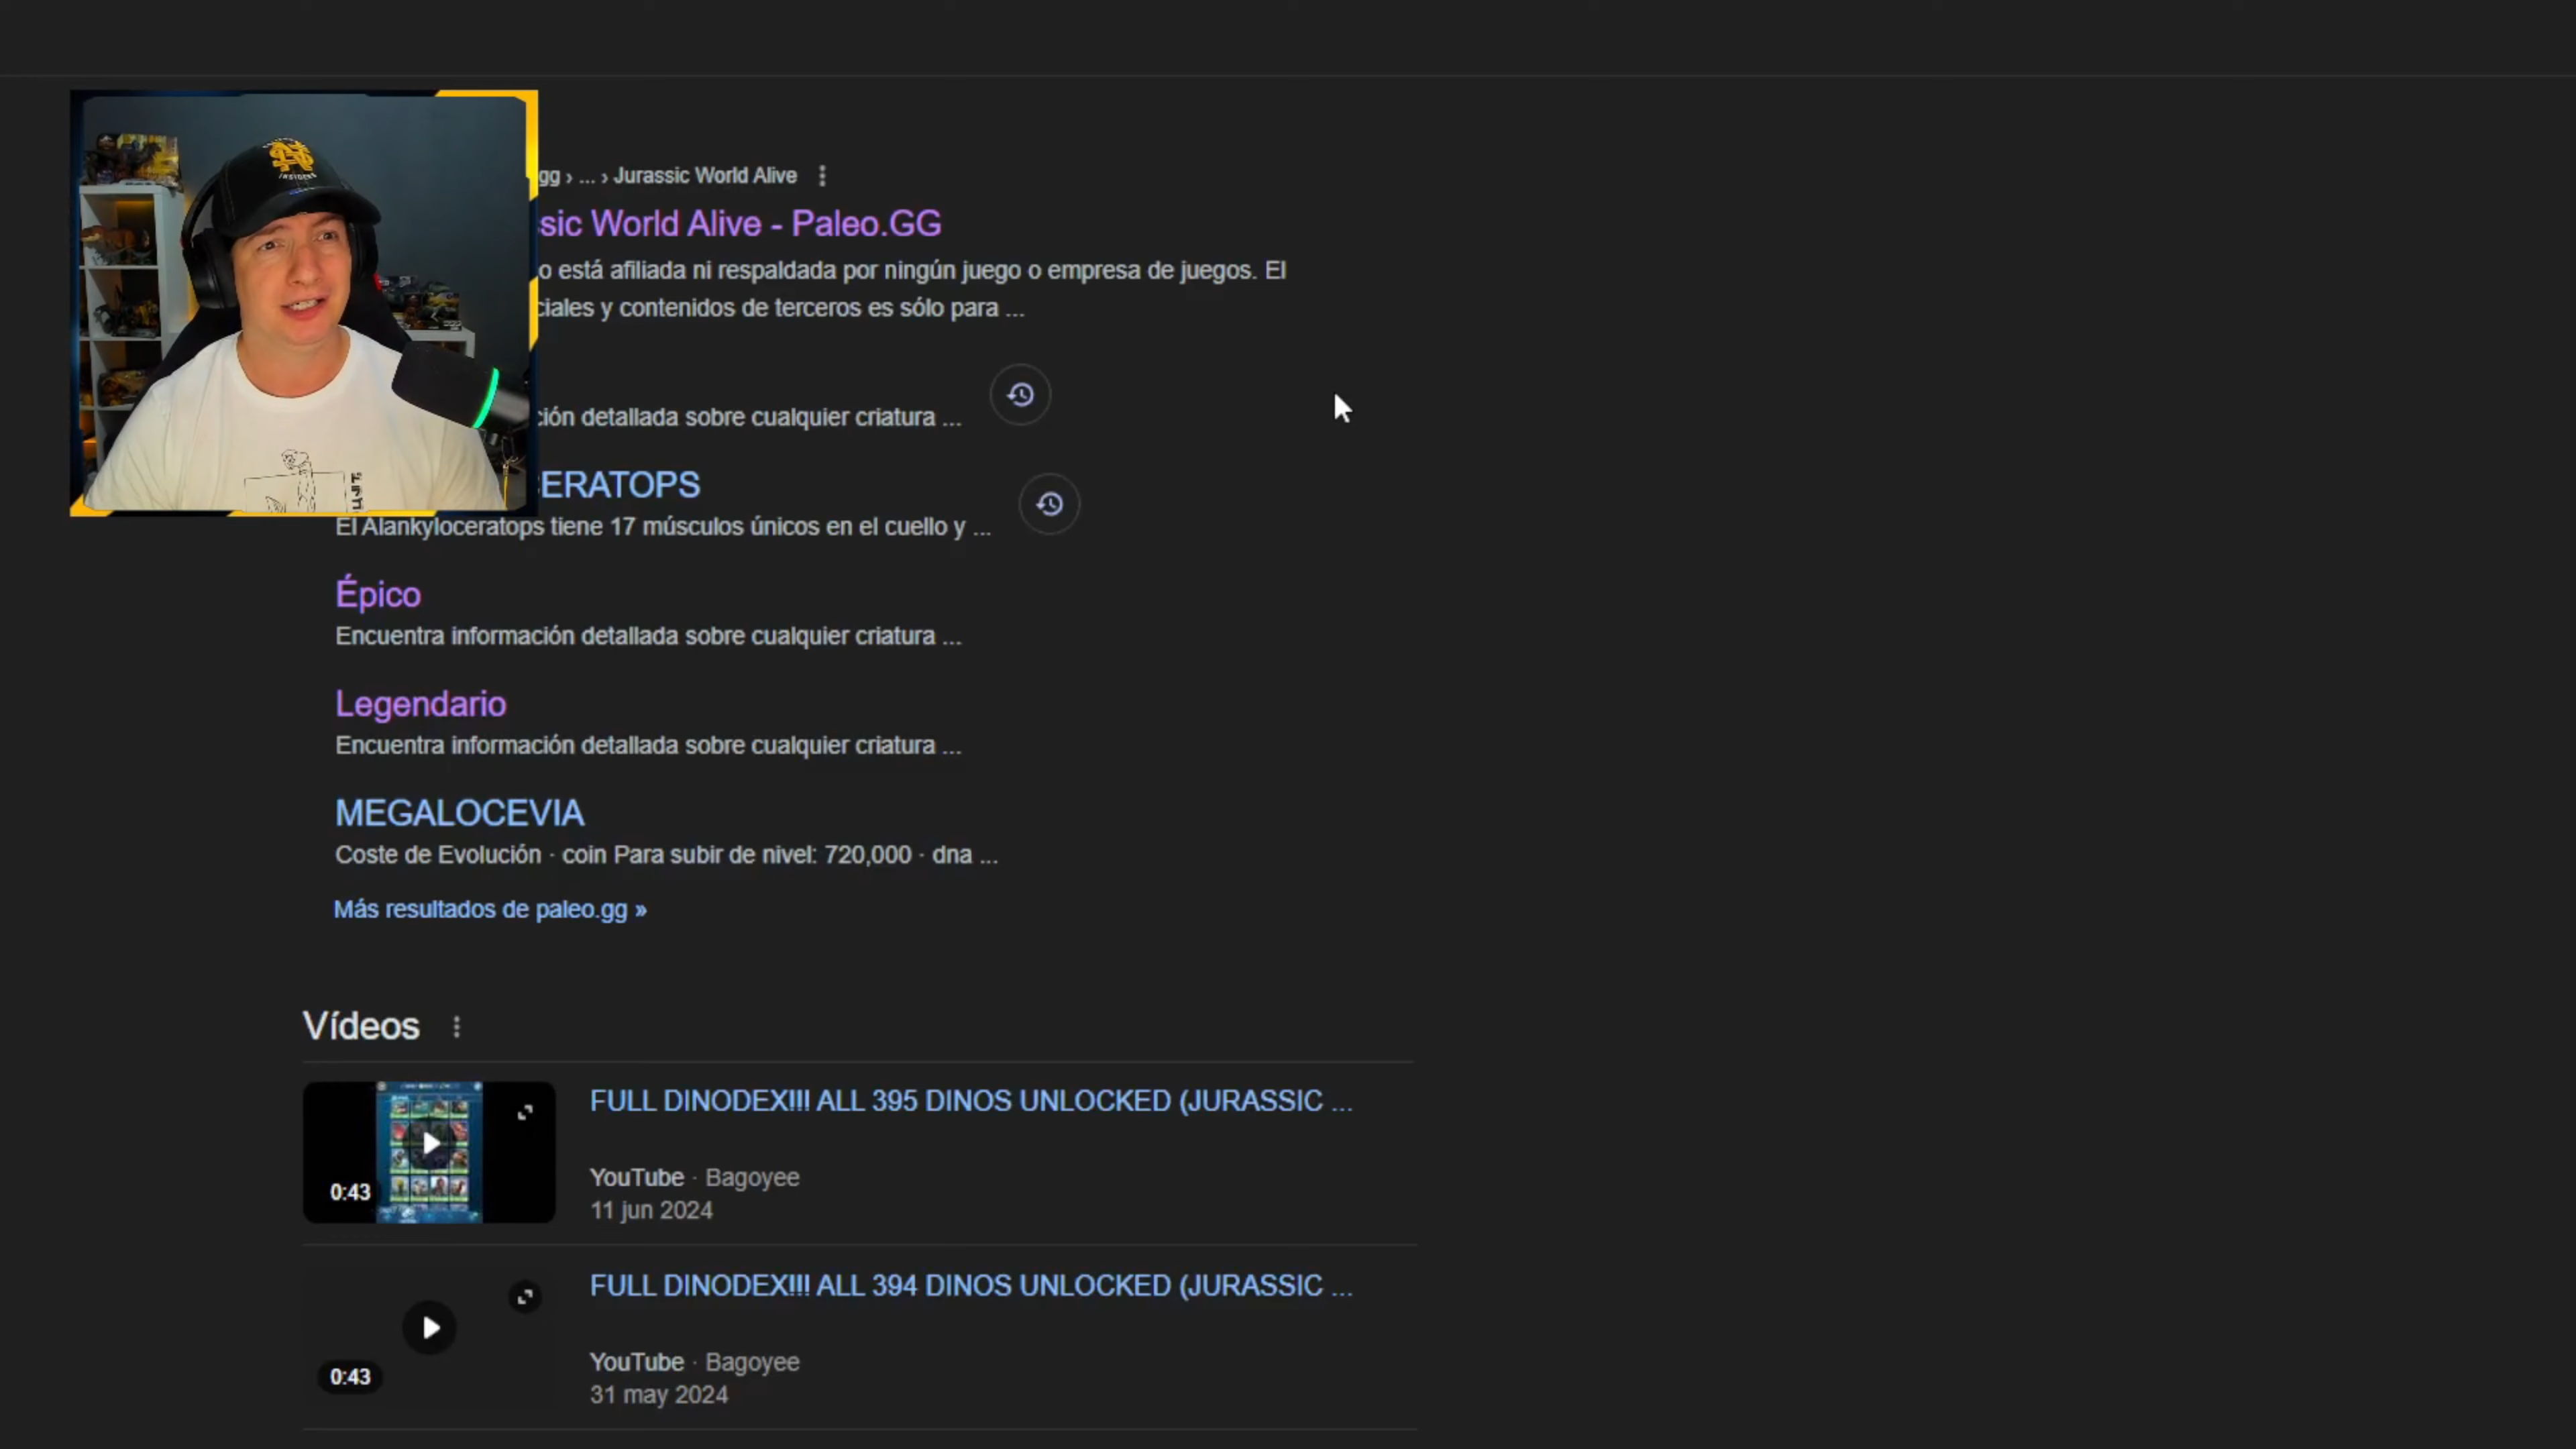 gg › ... › Jurassic World Alive
sic World Alive - Paleo.GG
o está afiliada ni respaldada por ningún juego o empresa de juegos. El
ciales y contenidos de terceros es sólo para ...
ción detallada sobre cualquier criatura ...
CERATOPS
El Alankyloceratops tiene 17 músculos únicos en el cuello y ...
Épico
Encuentra información detallada sobre cualquier criatura ...
Legendario
Encuentra información detallada sobre cualquier criatura ...
MEGALOCEVIA
Coste de Evolución · coin Para subir de nivel: 720,000 · dna ...
Más resultados de paleo.gg »
Vídeos
FULL DINODEX!!! ALL 395 DINOS UNLOCKED (JURASSIC ...
0:43
YouTube · Bagoyee
11 jun 2024
FULL DINODEX!!! ALL 394 DINOS UNLOCKED (JURASSIC ...
0:43
YouTube · Bagoyee
31 may 2024